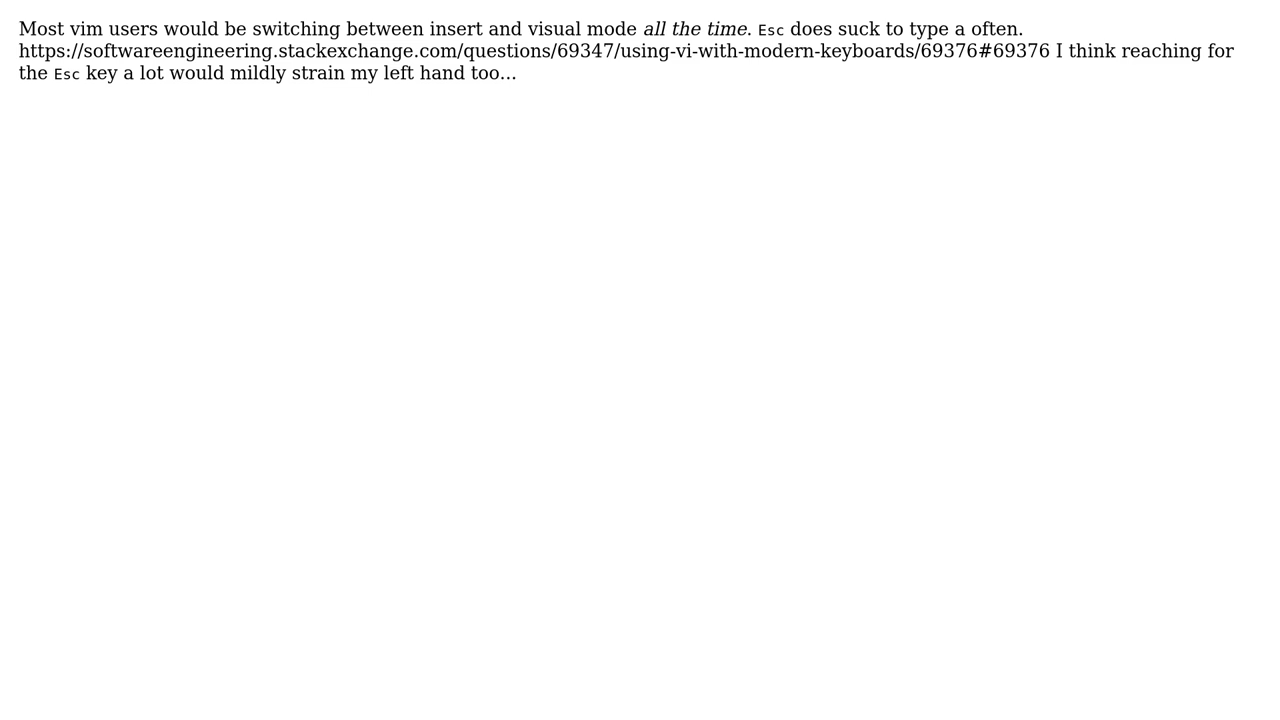 Most vim users would be switching between insert and visual mode all the time. Esc does suck to type a often.
https://softwareengineering.stackexchange.com/questions/69347/using-vi-with-modern-keyboards/69376#69376 I think reaching for
the Esc key a lot would mildly strain my left hand too...